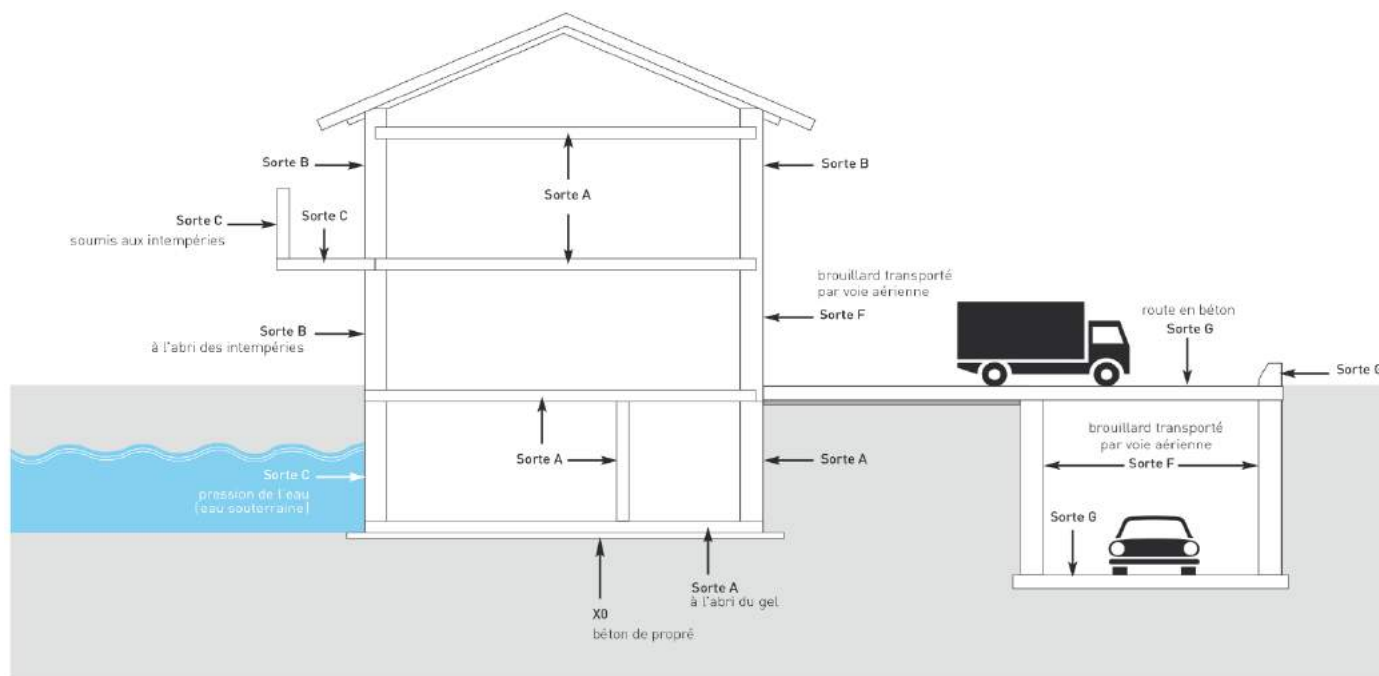 Sorte B
Sorte B
Sorte A
Sorte C
Sorte C
soumis aux intempéries
brouillard transporté
par voie aérienne
Sorte F
route en béton
Sorte G
Sorte B
à l'abri des intempéries
Sorte G
brouillard transporté
par voie aérienne
Sorte F
Sorte A
Sorte A
Sorte C
pression de l'eau
(eau souterraine)
Sorte G
Sorte A
à l'abri du gel
X0
béton de propré